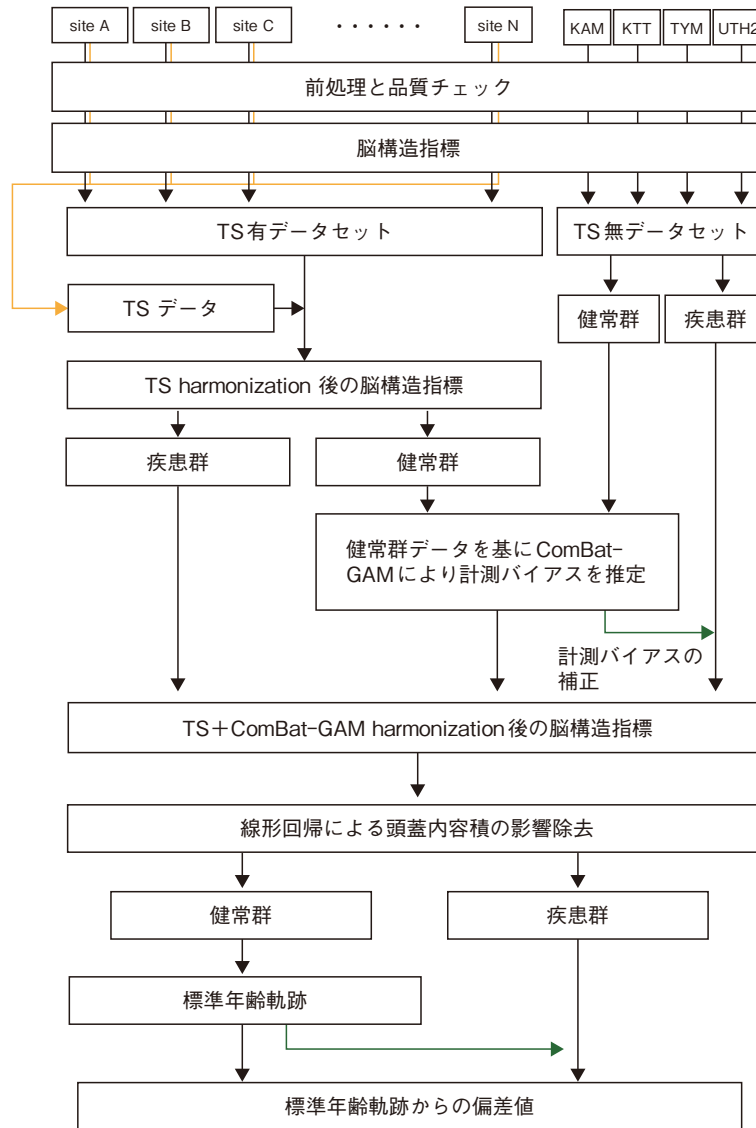 site A
site B
site C
・・・・・・
site N
KAM
KTT
TYM
UTH2
前処理と品質チェック
脳構造指標
TS有データセット
TS無データセット
TS データ
健常群
疾患群
TS harmonization 後の脳構造指標
疾患群
健常群
健常群データを基にComBat-
GAMにより計測バイアスを推定
計測バイアスの
補正
TS+ComBat-GAM harmonization後の脳構造指標
線形回帰による頭蓋内容積の影響除去
健常群
疾患群
標準年齢軌跡
標準年齢軌跡からの偏差値